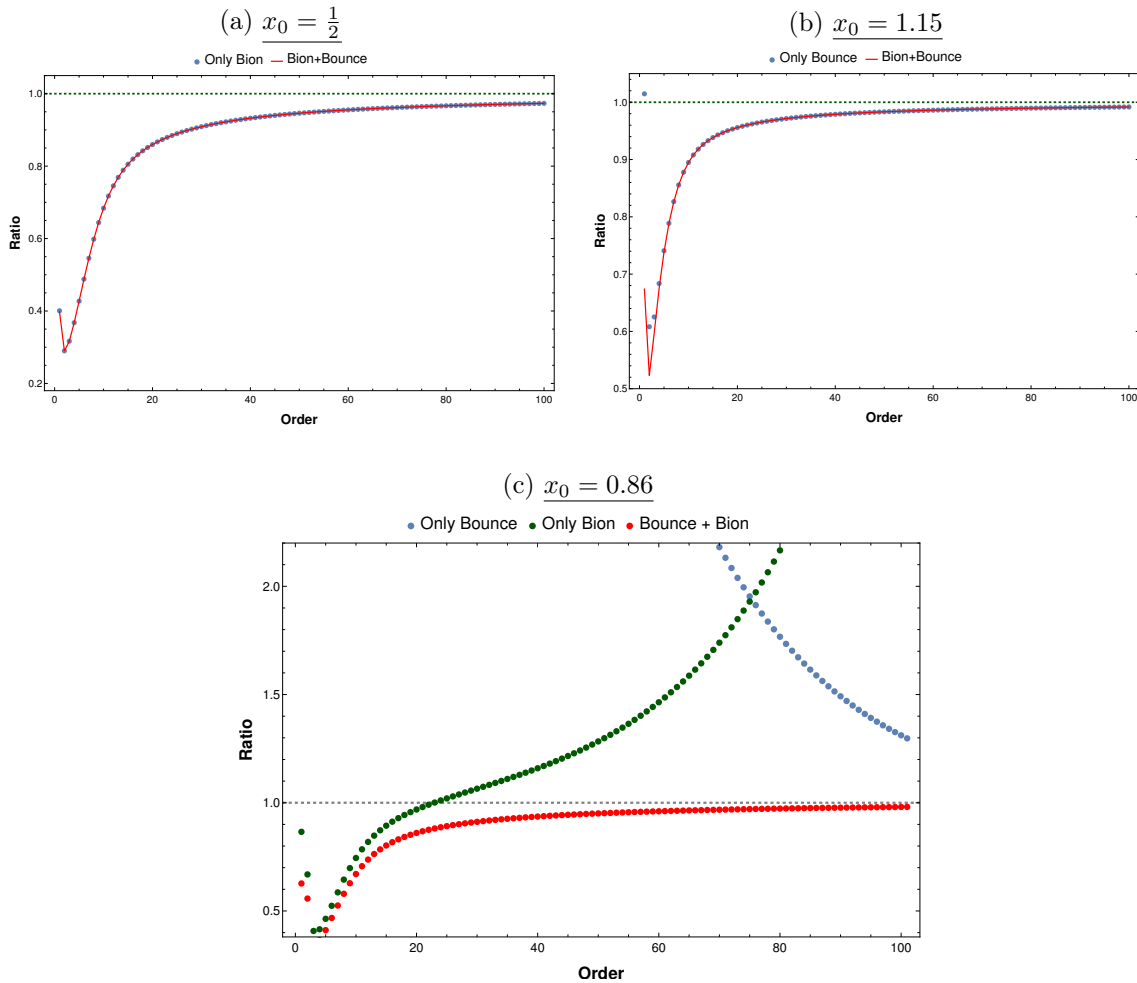 (a) x₀ = 1/2
Only Bion Bion+Bounce
1.0
0.8
0.6
0.4
0.2
Ratio
0 20 40 60 80 100
Order
(b) x₀ = 1.15
Only Bounce Bion+Bounce
1.0
0.9
0.8
0.7
0.6
0.5
Ratio
0 20 40 60 80 100
Order
(c) x₀ = 0.86
Only Bounce Only Bion Bounce + Bion
2.0
1.5
1.0
0.5
Ratio
0 20 40 60 80 100
Order